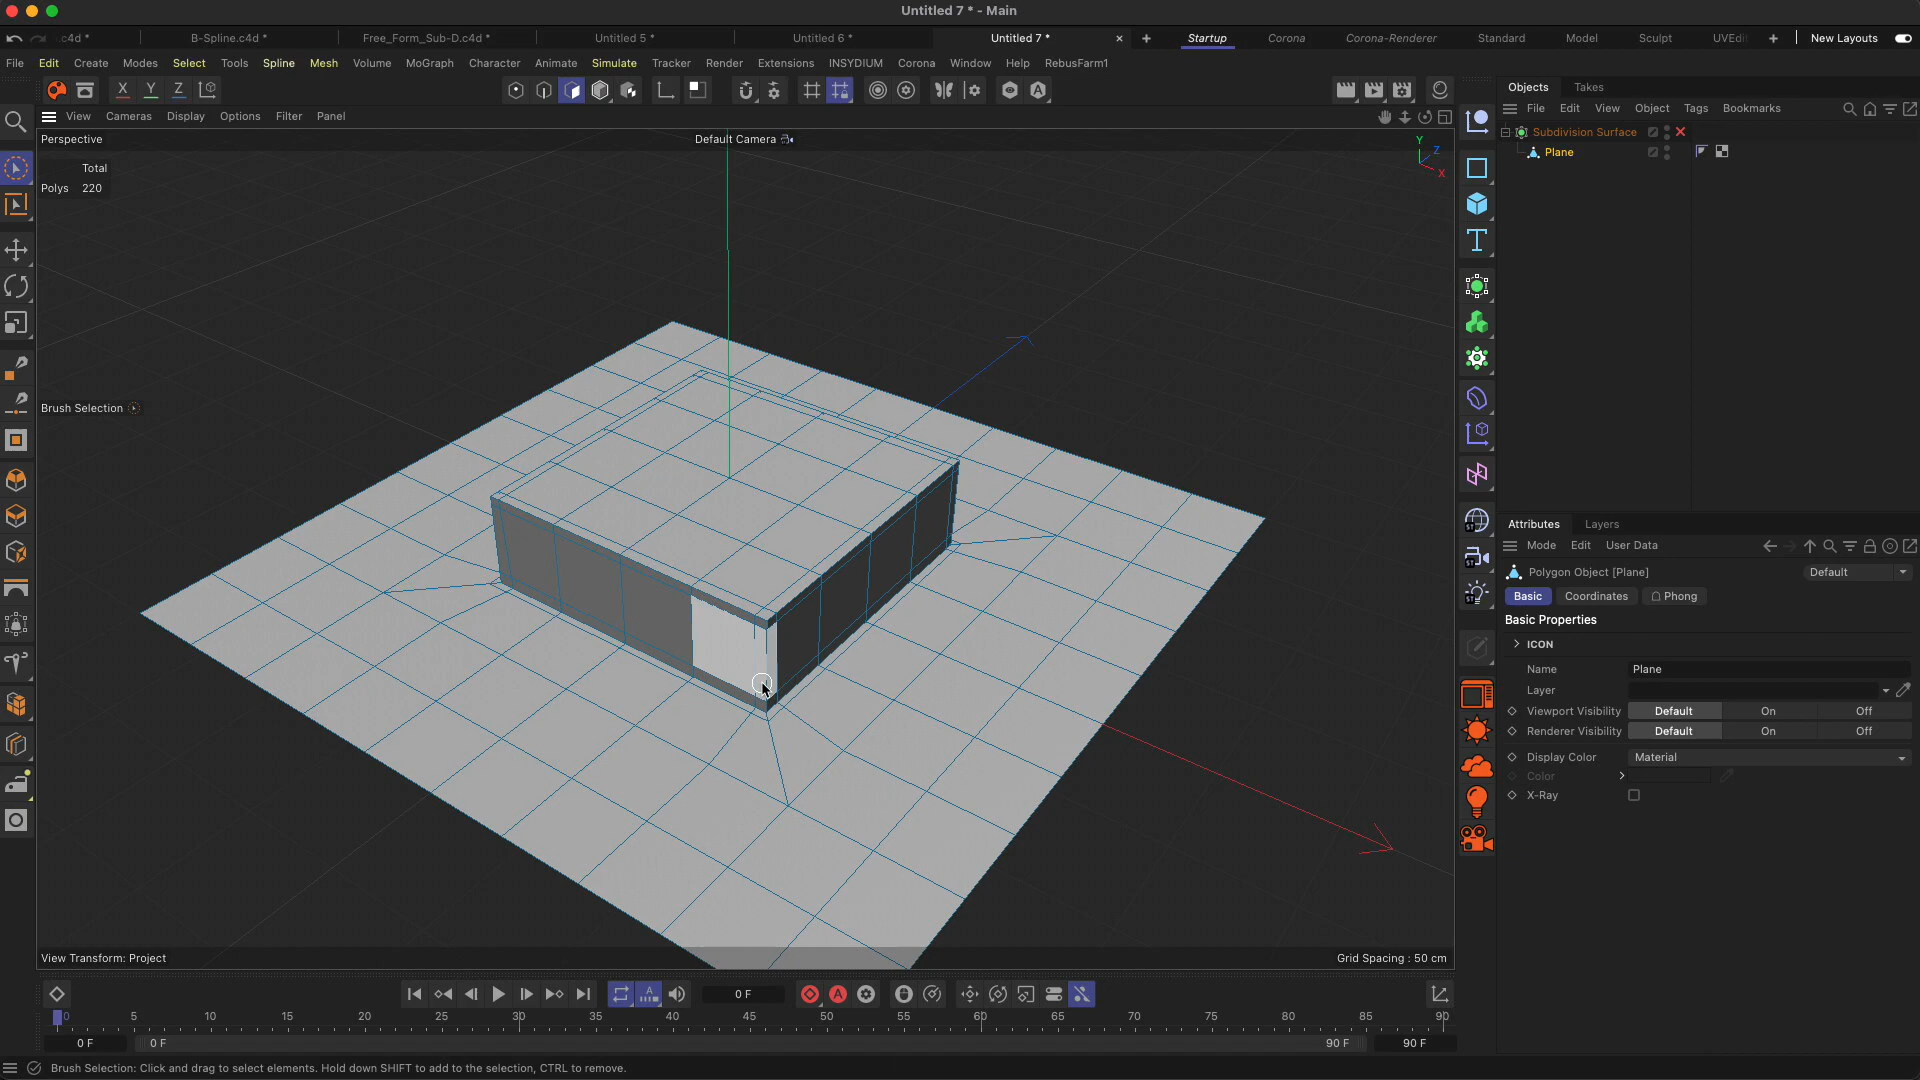 Untitled 7 * - Main
.c4d *
B-Spline.c4d *
Free_Form_Sub-D.c4d *
Untitled 5 *
Untitled 6 *
Untitled 7 *
Startup
Corona
Corona-Renderer
Standard
Model
Sculpt
UVEdi
New Layouts
File Edit Create Modes Select Tools Spline Mesh Volume MoGraph Character Animate Simulate Tracker Render Extensions INSYDIUM Corona Window Help RebusFarm1
X Y Z
Objects Takes
File Edit View Object Tags Bookmarks
View Cameras Display Options Filter Panel
Perspective
Default Camera
Y
Z
X
Subdivision Surface
Plane
Total
Polys 220
Brush Selection
Attributes Layers
Mode Edit User Data
Polygon Object [Plane]
Default
Basic Coordinates Phong
Basic Properties
ICON
Name Plane
Layer
Viewport Visibility Default On Off
Renderer Visibility Default On Off
Display Color Material
Color
X-Ray
View Transform: Project
Grid Spacing : 50 cm
0 F
0 5 10 15 20 25 30 35 40 45 50 55 60 65 70 75 80 85 90
0 F 0 F 90 F 90 F
Brush Selection: Click and drag to select elements. Hold down SHIFT to add to the selection, CTRL to remove.